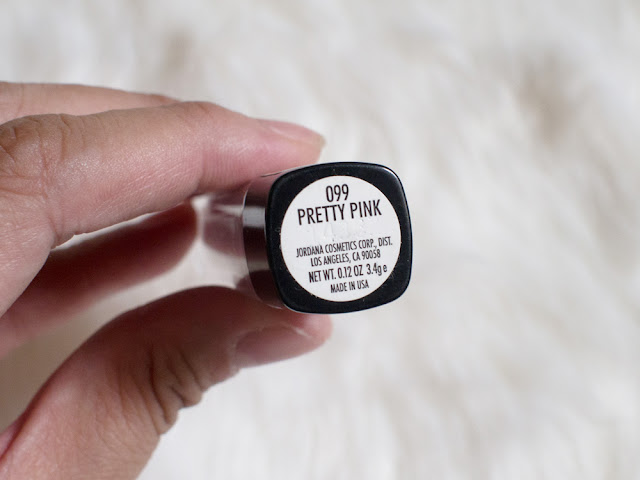 099
PRETTY PINK
JORDANA COSMETICS CORP., DIST.
LOS ANGELES, CA 90058
NET WT. 0.12 OZ 3.4g e
MADE IN USA